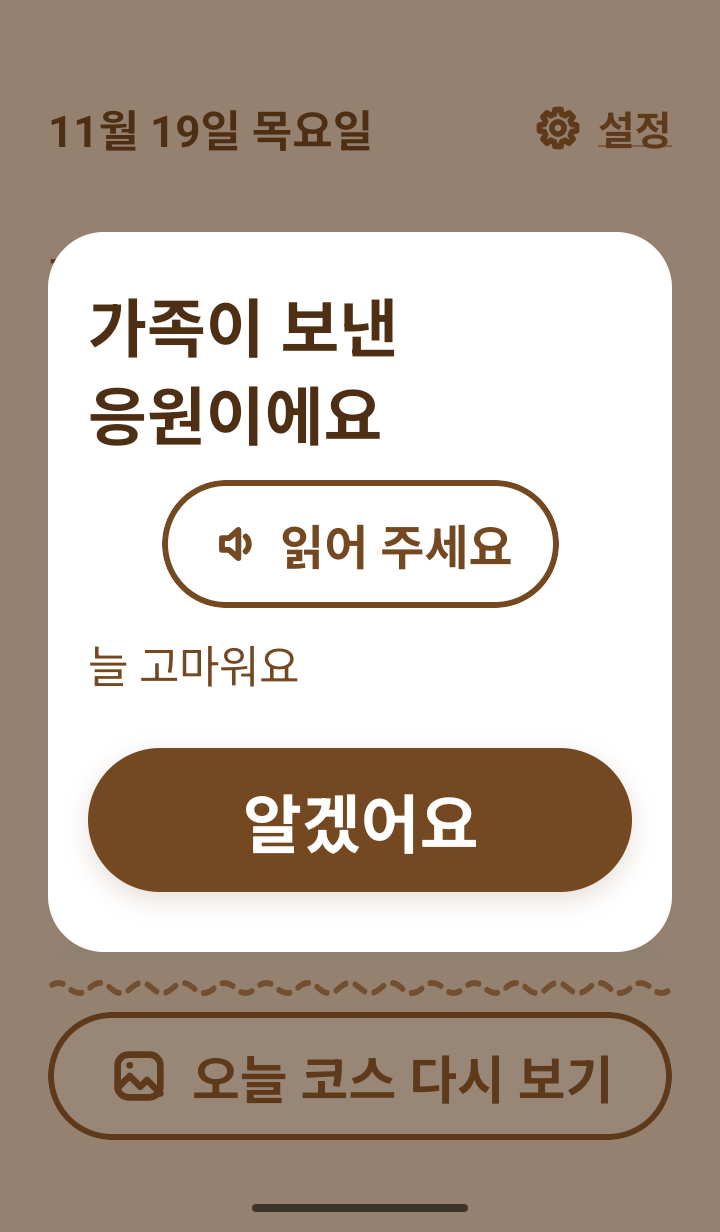 11월 19일 목요일
설정
가족이 보낸
응원이에요
읽어 주세요
늘 고마워요
알겠어요
오늘 코스 다시 보기